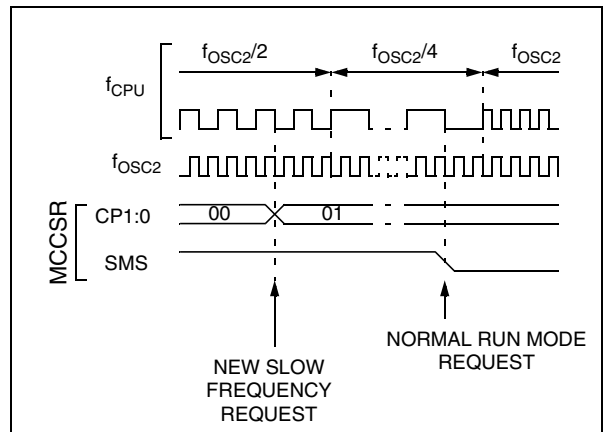 fOSC2/2 fOSC2/4 fOSC2
fCPU
fOSC2
MCCSR
CP1:0 00 01
SMS
NEW SLOW
FREQUENCY
REQUEST
NORMAL RUN MODE
REQUEST